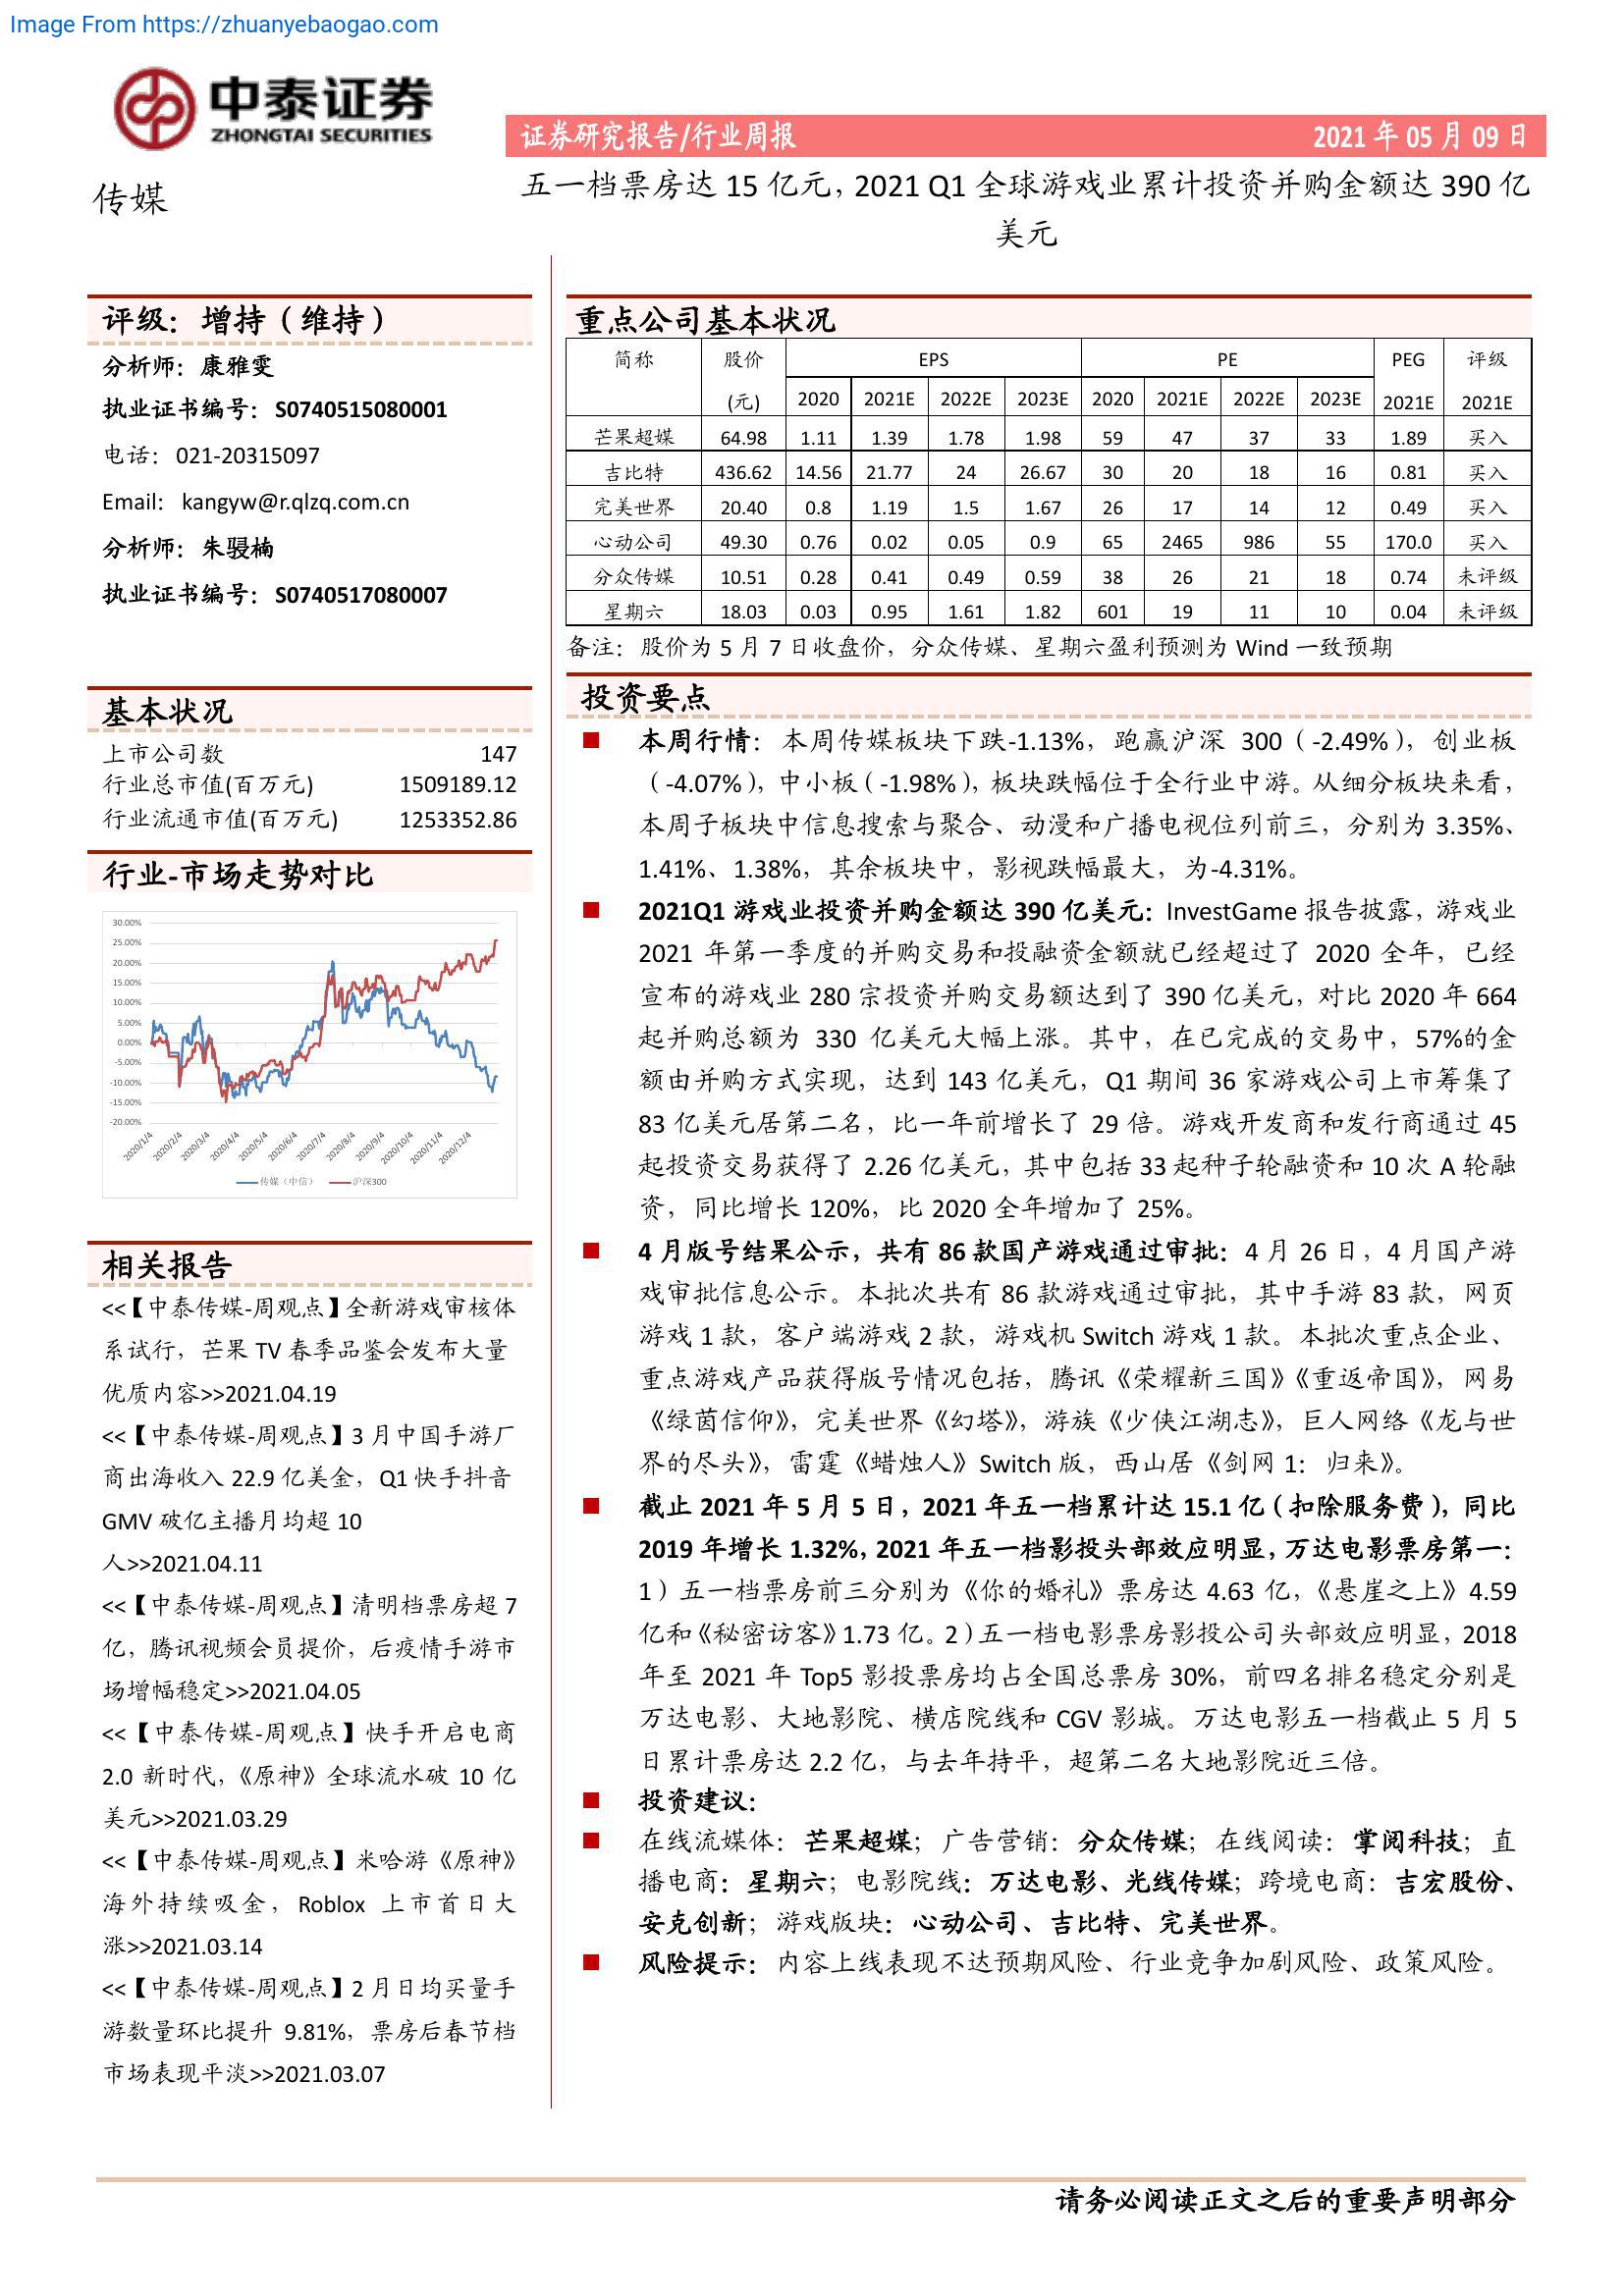 Image From https://zhuanyebaogao.com
中泰证券
ZHONGTAI SECURITIES
证券研究报告/行业周报 2021 年 05 月 09 日
传媒
五一档票房达 15 亿元，2021 Q1 全球游戏业累计投资并购金额达 390 亿
美元
评级：增持（维持）
分析师：康雅雯
执业证书编号：S0740515080001
电话：021-20315097
Email：kangyw@r.qlzq.com.cn
分析师：朱骎楠
执业证书编号：S0740517080007
基本状况
上市公司数 147
行业总市值(百万元) 1509189.12
行业流通市值(百万元) 1253352.86
行业-市场走势对比
30.00%
25.00%
20.00%
15.00%
10.00%
5.00%
0.00%
-5.00%
-10.00%
-15.00%
-20.00%
2020/1/4 2020/2/4 2020/3/4 2020/4/4 2020/5/4 2020/6/4 2020/7/4 2020/8/4 2020/9/4 2020/10/4 2020/11/4 2020/12/4
传媒（中信） 沪深300
相关报告
<<【中泰传媒-周观点】全新游戏审核体
系试行，芒果 TV 春季品鉴会发布大量
优质内容>>2021.04.19
<<【中泰传媒-周观点】3 月中国手游厂
商出海收入 22.9 亿美金，Q1 快手抖音
GMV 破亿主播月均超 10
人>>2021.04.11
<<【中泰传媒-周观点】清明档票房超 7
亿，腾讯视频会员提价，后疫情手游市
场增幅稳定>>2021.04.05
<<【中泰传媒-周观点】快手开启电商
2.0 新时代，《原神》全球流水破 10 亿
美元>>2021.03.29
<<【中泰传媒-周观点】米哈游《原神》
海外持续吸金，Roblox 上市首日大
涨>>2021.03.14
<<【中泰传媒-周观点】2 月日均买量手
游数量环比提升 9.81%，票房后春节档
市场表现平淡>>2021.03.07
重点公司基本状况
简称 股价 EPS PE PEG 评级
(元) 2020 2021E 2022E 2023E 2020 2021E 2022E 2023E 2021E 2021E
芒果超媒 64.98 1.11 1.39 1.78 1.98 59 47 37 33 1.89 买入
吉比特 436.62 14.56 21.77 24 26.67 30 20 18 16 0.81 买入
完美世界 20.40 0.8 1.19 1.5 1.67 26 17 14 12 0.49 买入
心动公司 49.30 0.76 0.02 0.05 0.9 65 2465 986 55 170.0 买入
分众传媒 10.51 0.28 0.41 0.49 0.59 38 26 21 18 0.74 未评级
星期六 18.03 0.03 0.95 1.61 1.82 601 19 11 10 0.04 未评级
备注：股价为 5 月 7 日收盘价，分众传媒、星期六盈利预测为 Wind 一致预期
投资要点
本周行情：本周传媒板块下跌-1.13%，跑赢沪深 300（-2.49%），创业板
（-4.07%），中小板（-1.98%），板块跌幅位于全行业中游。从细分板块来看，
本周子板块中信息搜索与聚合、动漫和广播电视位列前三，分别为 3.35%、
1.41%、1.38%，其余板块中，影视跌幅最大，为-4.31%。
2021Q1 游戏业投资并购金额达 390 亿美元：InvestGame 报告披露，游戏业
2021 年第一季度的并购交易和投融资金额就已经超过了 2020 全年，已经
宣布的游戏业 280 宗投资并购交易额达到了 390 亿美元，对比 2020 年 664
起并购总额为 330 亿美元大幅上涨。其中，在已完成的交易中，57%的金
额由并购方式实现，达到 143 亿美元，Q1 期间 36 家游戏公司上市筹集了
83 亿美元居第二名，比一年前增长了 29 倍。游戏开发商和发行商通过 45
起投资交易获得了 2.26 亿美元，其中包括 33 起种子轮融资和 10 次 A 轮融
资，同比增长 120%，比 2020 全年增加了 25%。
4 月版号结果公示，共有 86 款国产游戏通过审批：4 月 26 日，4 月国产游
戏审批信息公示。本批次共有 86 款游戏通过审批，其中手游 83 款，网页
游戏 1 款，客户端游戏 2 款，游戏机 Switch 游戏 1 款。本批次重点企业、
重点游戏产品获得版号情况包括，腾讯《荣耀新三国》《重返帝国》，网易
《绿茵信仰》，完美世界《幻塔》，游族《少侠江湖志》，巨人网络《龙与世
界的尽头》，雷霆《蜡烛人》Switch 版，西山居《剑网 1：归来》。
截止 2021 年 5 月 5 日，2021 年五一档累计达 15.1 亿（扣除服务费），同比
2019 年增长 1.32%，2021 年五一档影投头部效应明显，万达电影票房第一：
1）五一档票房前三分别为《你的婚礼》票房达 4.63 亿，《悬崖之上》4.59
亿和《秘密访客》1.73 亿。2）五一档电影票房影投公司头部效应明显，2018
年至 2021 年 Top5 影投票房均占全国总票房 30%，前四名排名稳定分别是
万达电影、大地影院、横店院线和 CGV 影城。万达电影五一档截止 5 月 5
日累计票房达 2.2 亿，与去年持平，超第二名大地影院近三倍。
投资建议：
在线流媒体：芒果超媒；广告营销：分众传媒；在线阅读：掌阅科技；直
播电商：星期六；电影院线：万达电影、光线传媒；跨境电商：吉宏股份、
安克创新；游戏版块：心动公司、吉比特、完美世界。
风险提示：内容上线表现不达预期风险、行业竞争加剧风险、政策风险。
请务必阅读正文之后的重要声明部分